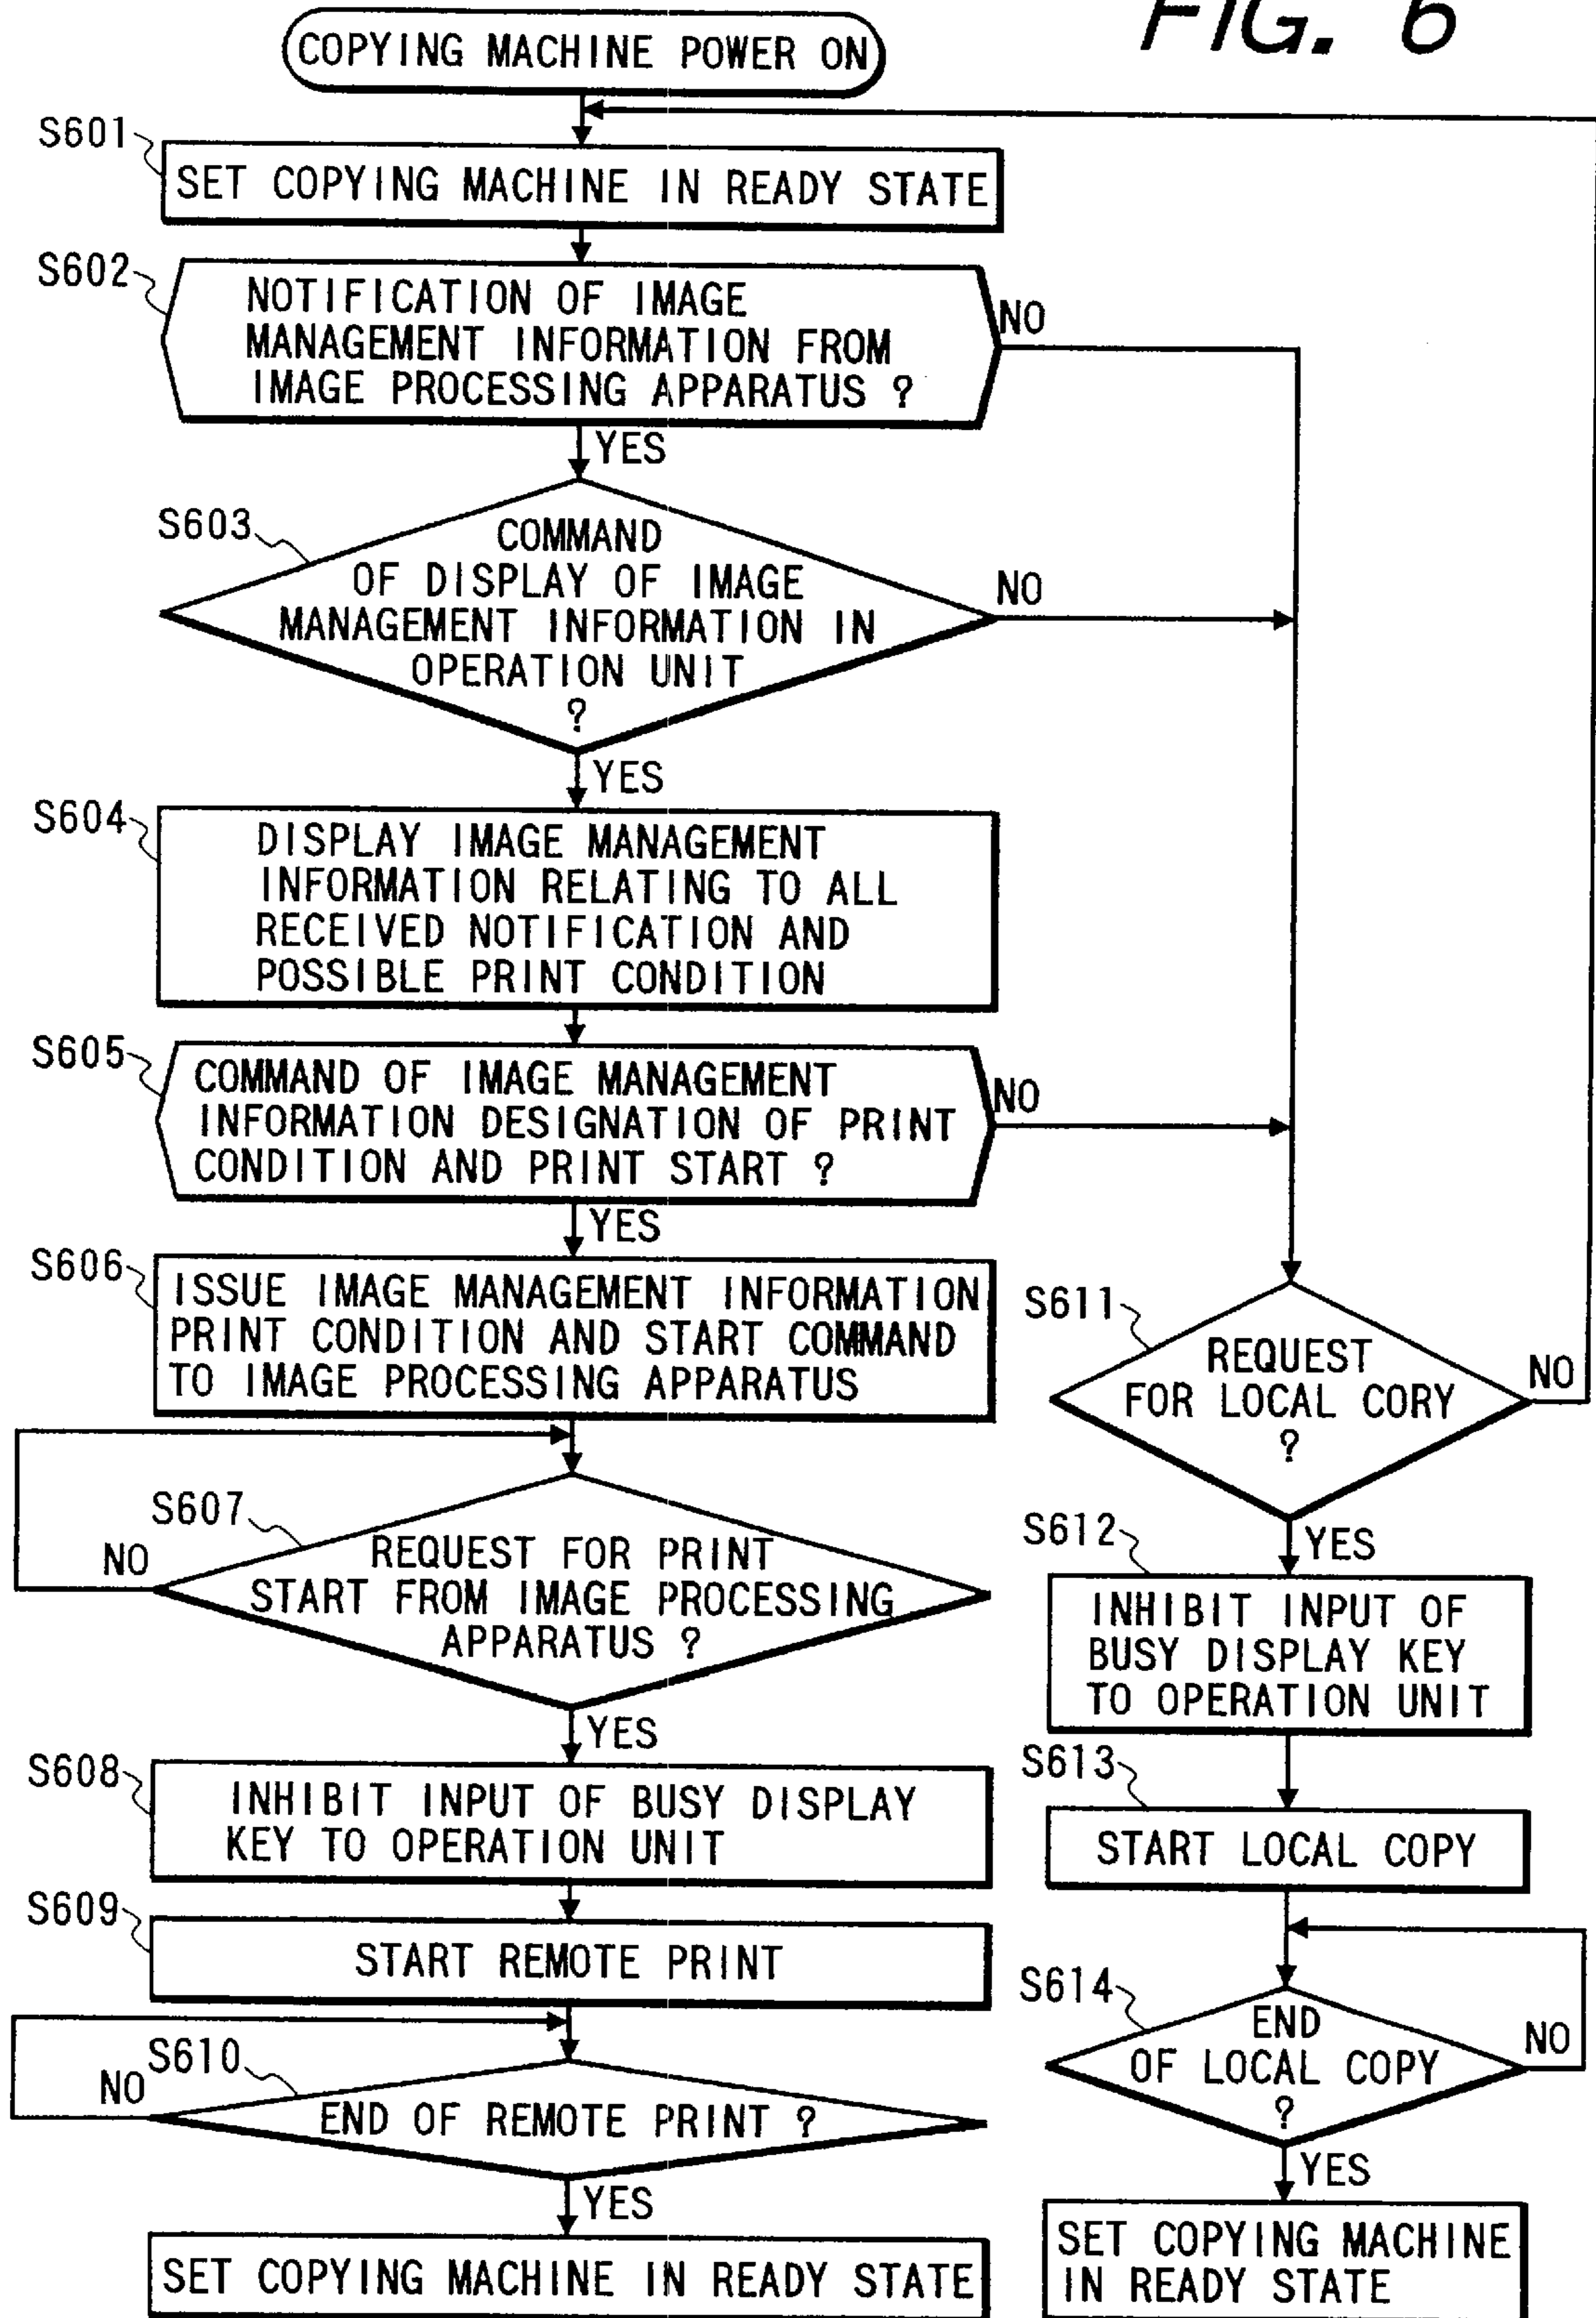 FIG. 6
COPYING MACHINE POWER ON
S601
SET COPYING MACHINE IN READY STATE
S602
NOTIFICATION OF IMAGE
MANAGEMENT INFORMATION FROM
IMAGE PROCESSING APPARATUS ?
NO
YES
S603
COMMAND
OF DISPLAY OF IMAGE
MANAGEMENT INFORMATION IN
OPERATION UNIT
?
NO
YES
S604
DISPLAY IMAGE MANAGEMENT
INFORMATION RELATING TO ALL
RECEIVED NOTIFICATION AND
POSSIBLE PRINT CONDITION
S605
COMMAND OF IMAGE MANAGEMENT
INFORMATION DESIGNATION OF PRINT
CONDITION AND PRINT START ?
NO
YES
S606
ISSUE IMAGE MANAGEMENT INFORMATION
PRINT CONDITION AND START COMMAND
TO IMAGE PROCESSING APPARATUS
S607
REQUEST FOR PRINT
START FROM IMAGE PROCESSING
APPARATUS ?
NO
YES
S608
INHIBIT INPUT OF BUSY DISPLAY
KEY TO OPERATION UNIT
S609
START REMOTE PRINT
S610
END OF REMOTE PRINT ?
NO
YES
SET COPYING MACHINE IN READY STATE
S611
REQUEST
FOR LOCAL CORY
?
NO
YES
S612
INHIBIT INPUT OF
BUSY DISPLAY KEY
TO OPERATION UNIT
S613
START LOCAL COPY
S614
END
OF LOCAL COPY
?
NO
YES
SET COPYING MACHINE
IN READY STATE